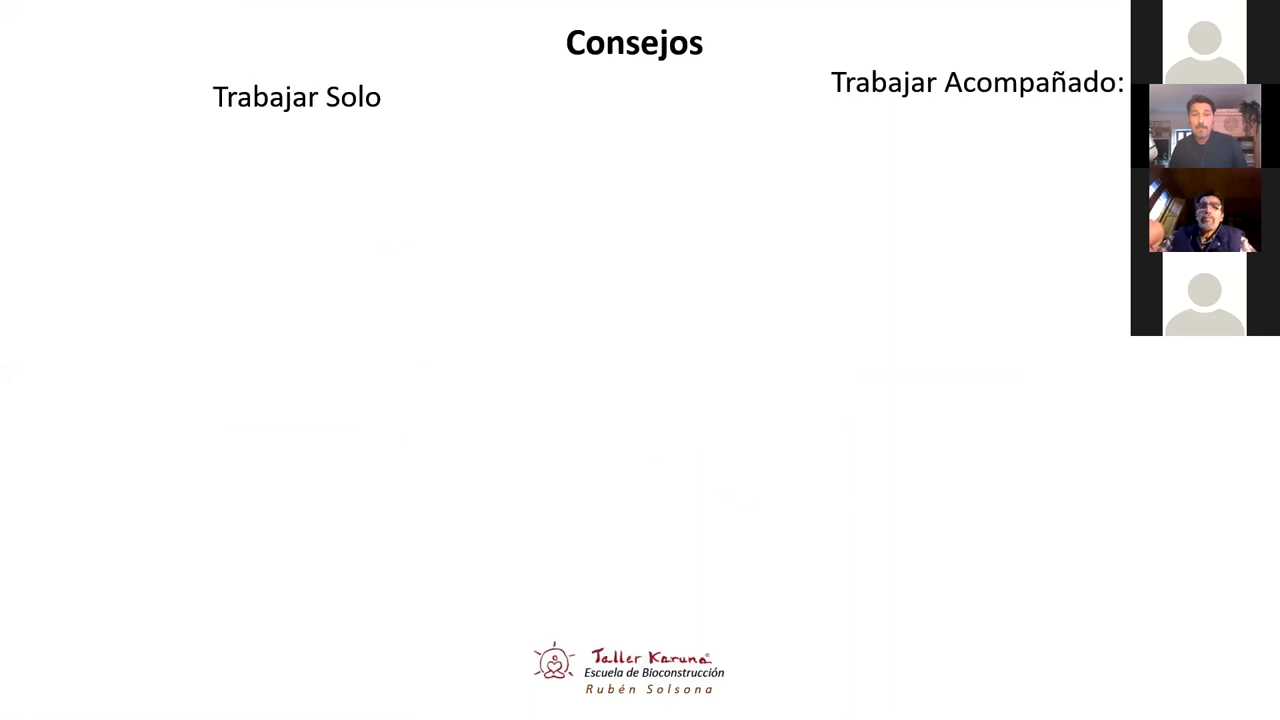 Consejos
Trabajar Solo
Trabajar Acompañado:
Taller Karuna
Escuela de Bioconstrucción
Rubén Solsona